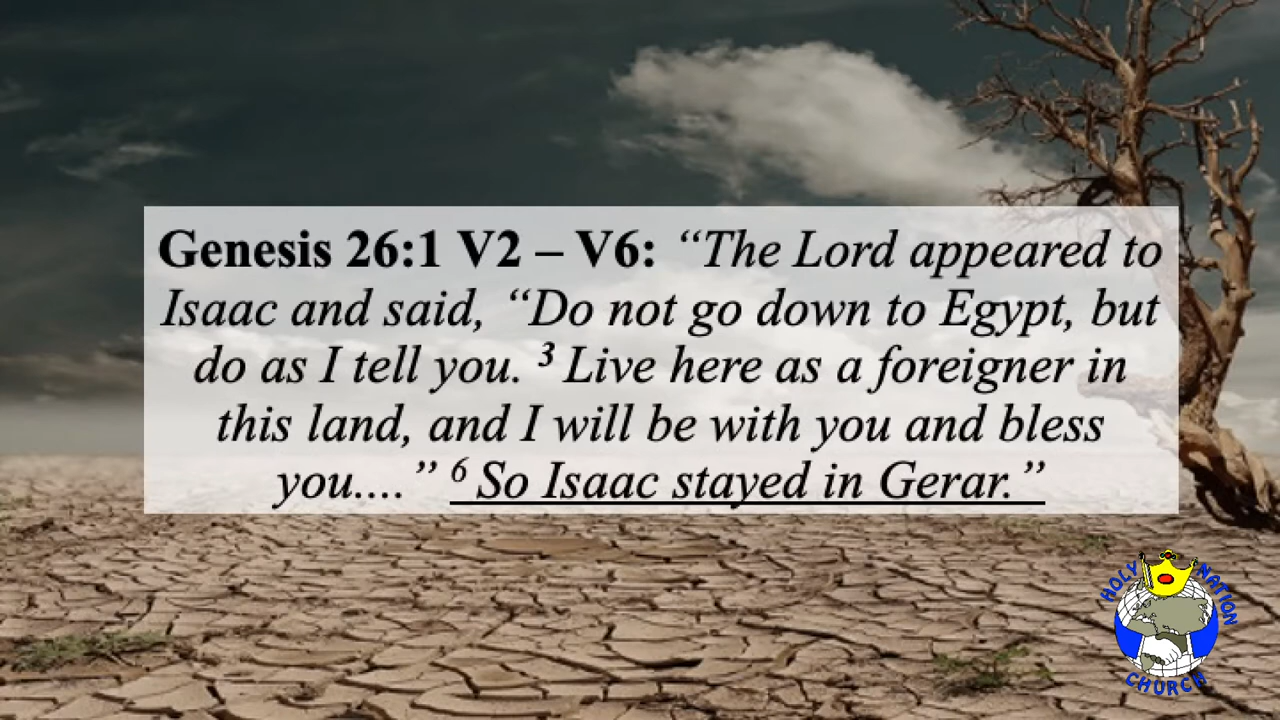 Genesis 26:1 V2 – V6: “The Lord appeared to
Isaac and said, “Do not go down to Egypt, but
do as I tell you. ³ Live here as a foreigner in
this land, and I will be with you and bless
you....” ⁶ So Isaac stayed in Gerar.”
HOLY NATION
CHURCH